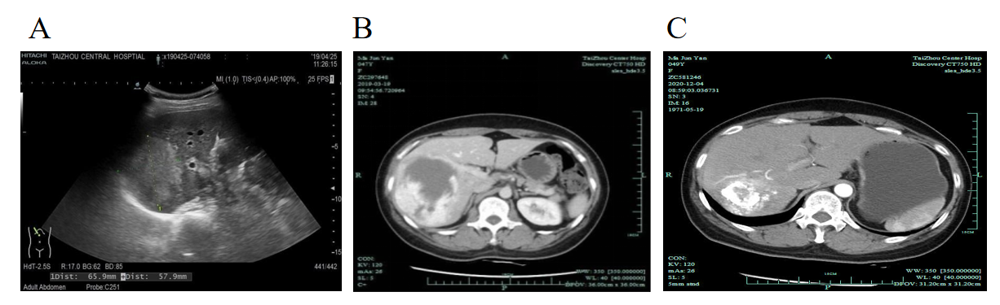 A
HITACHI
ALOKA
TAIZHOU CENTRAL HOSPTIAL
:x190425-074058
'19/04/25
11:26:15
MI (1.0) TIS<(0.4) AP:100%
25 FPS
5
10
15
HdT-2.5S
R:17.0 BG:62 BD:85
441/442
1Dist: 65.9mm
Dist: 57.9mm
Adult Abdomen
Probe:C251
B
Ma Jun Yan
047Y
F
ZC297648
2019-03-19
09:54:56.720964
SN: 4
IM: 28
A
TaiZhou Center Hosp
Discovery CT750 HD
slea_hde3.5
R
L
15CM
CON:
KV: 120
mAs: 26
SL: 5
C+
WW: 350 [350.000000]
WL: 40 [40.000000]
DFOV: 36.00cm x 36.00cm
P
C
Ma Jun Yan
049Y
F
ZC581246
2020-12-04
08:59:03.036731
SN: 3
IM: 16
1971-05-19
A
TaiZhou Center Hosp
Discovery CT750 HD
slea_hde3.5
R
L
15CM
CON:
KV: 120
mAs: 26
SL: 5
5mm stnd
WW: 350 [350.000000]
WL: 40 [40.000000]
DFOV: 31.20cm x 31.20cm
P